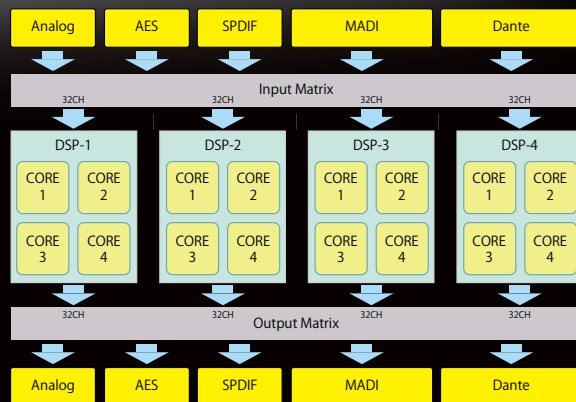 Analog AES SPDIF MADI Dante
Input Matrix
32CH 32CH 32CH 32CH
DSP-1 DSP-2 DSP-3 DSP-4
CORE CORE CORE CORE CORE CORE CORE CORE
1 2 1 2 1 2 1 2
CORE CORE CORE CORE CORE CORE CORE CORE
3 4 3 4 3 4 3 4
32CH 32CH 32CH 32CH
Output Matrix
Analog AES SPDIF MADI Dante